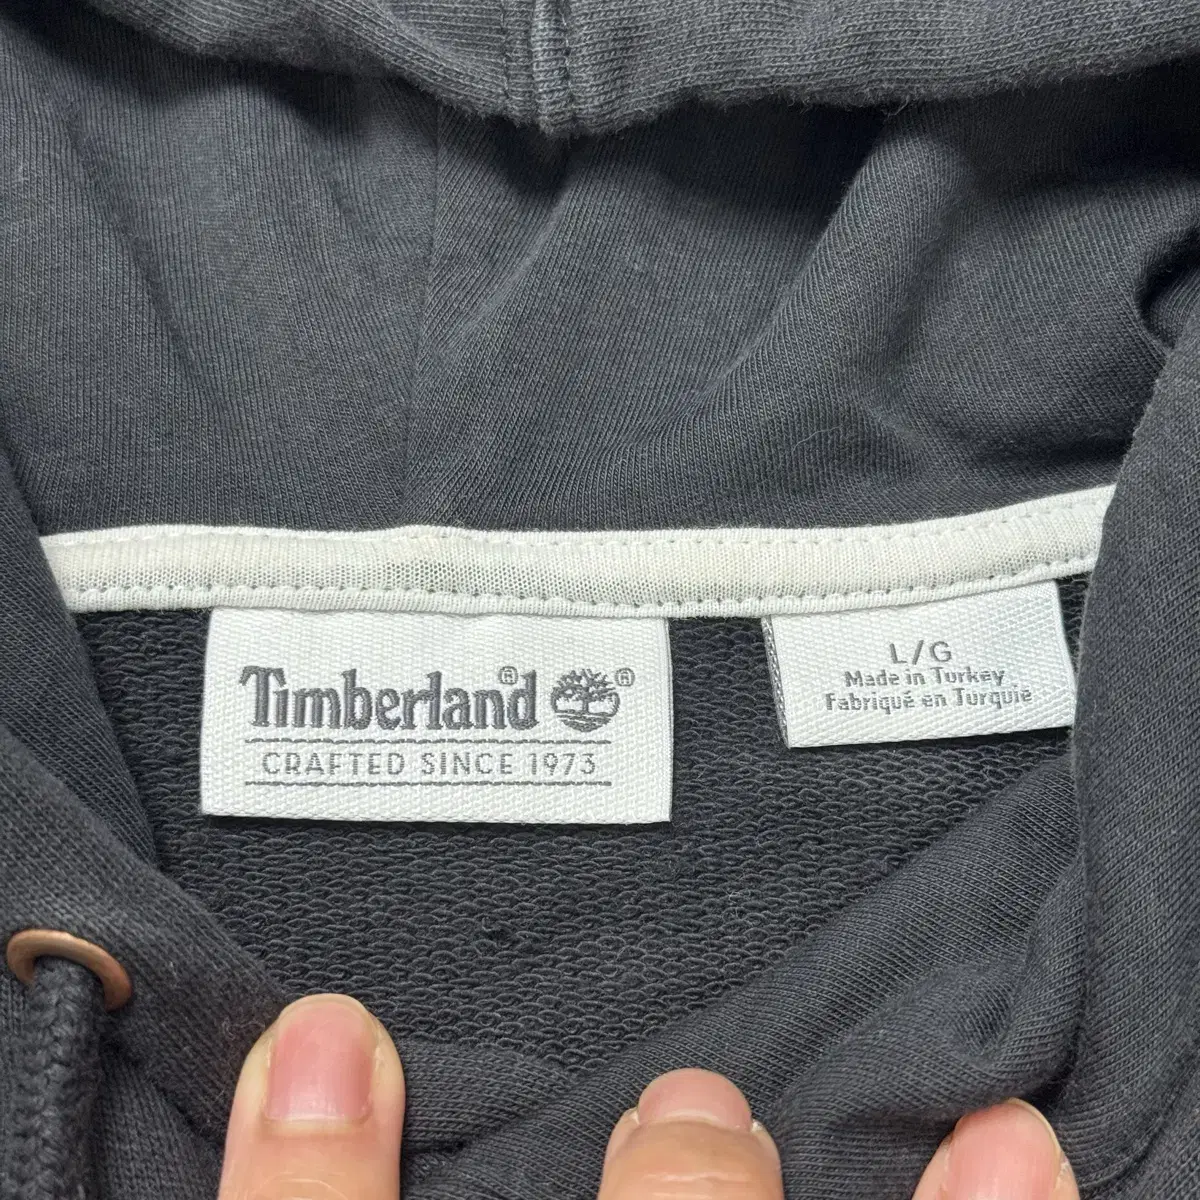 Timberland® ®
CRAFTED SINCE 1973
L/G
Made in Turkey
Fabriqué en Turquie